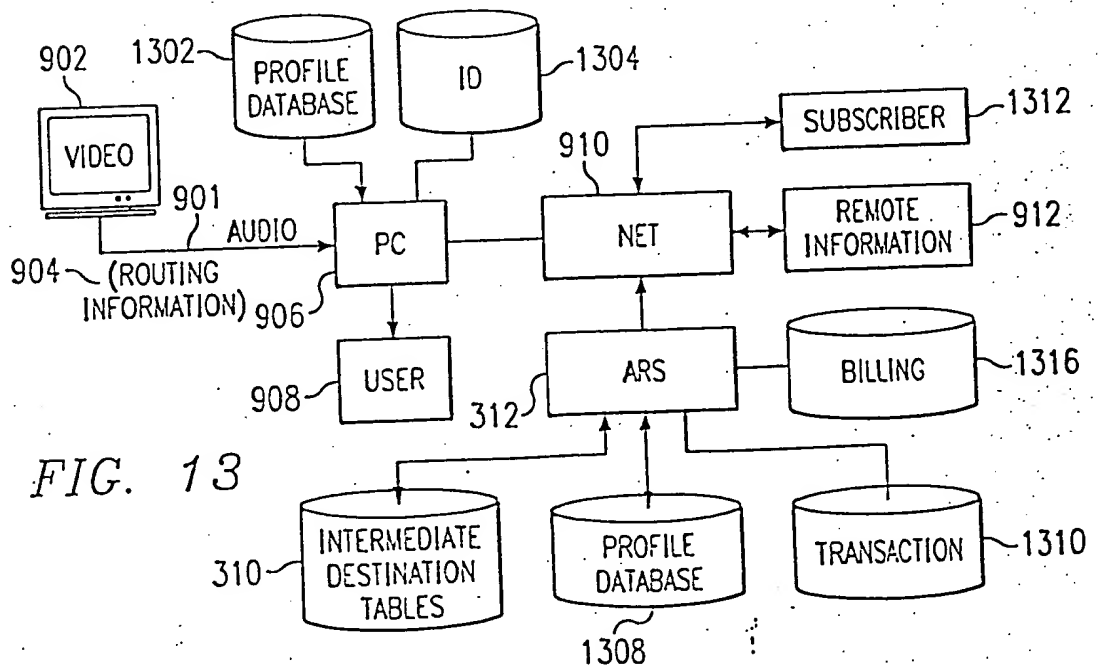 1302
PROFILE
DATABASE
ID
1304
902
VIDEO
901
AUDIO
904
(ROUTING
INFORMATION)
PC
906
USER
908
910
NET
SUBSCRIBER
1312
REMOTE
INFORMATION
912
ARS
312
BILLING
1316
FIG. 13
310
INTERMEDIATE
DESTINATION
TABLES
PROFILE
DATABASE
1308
TRANSACTION
1310